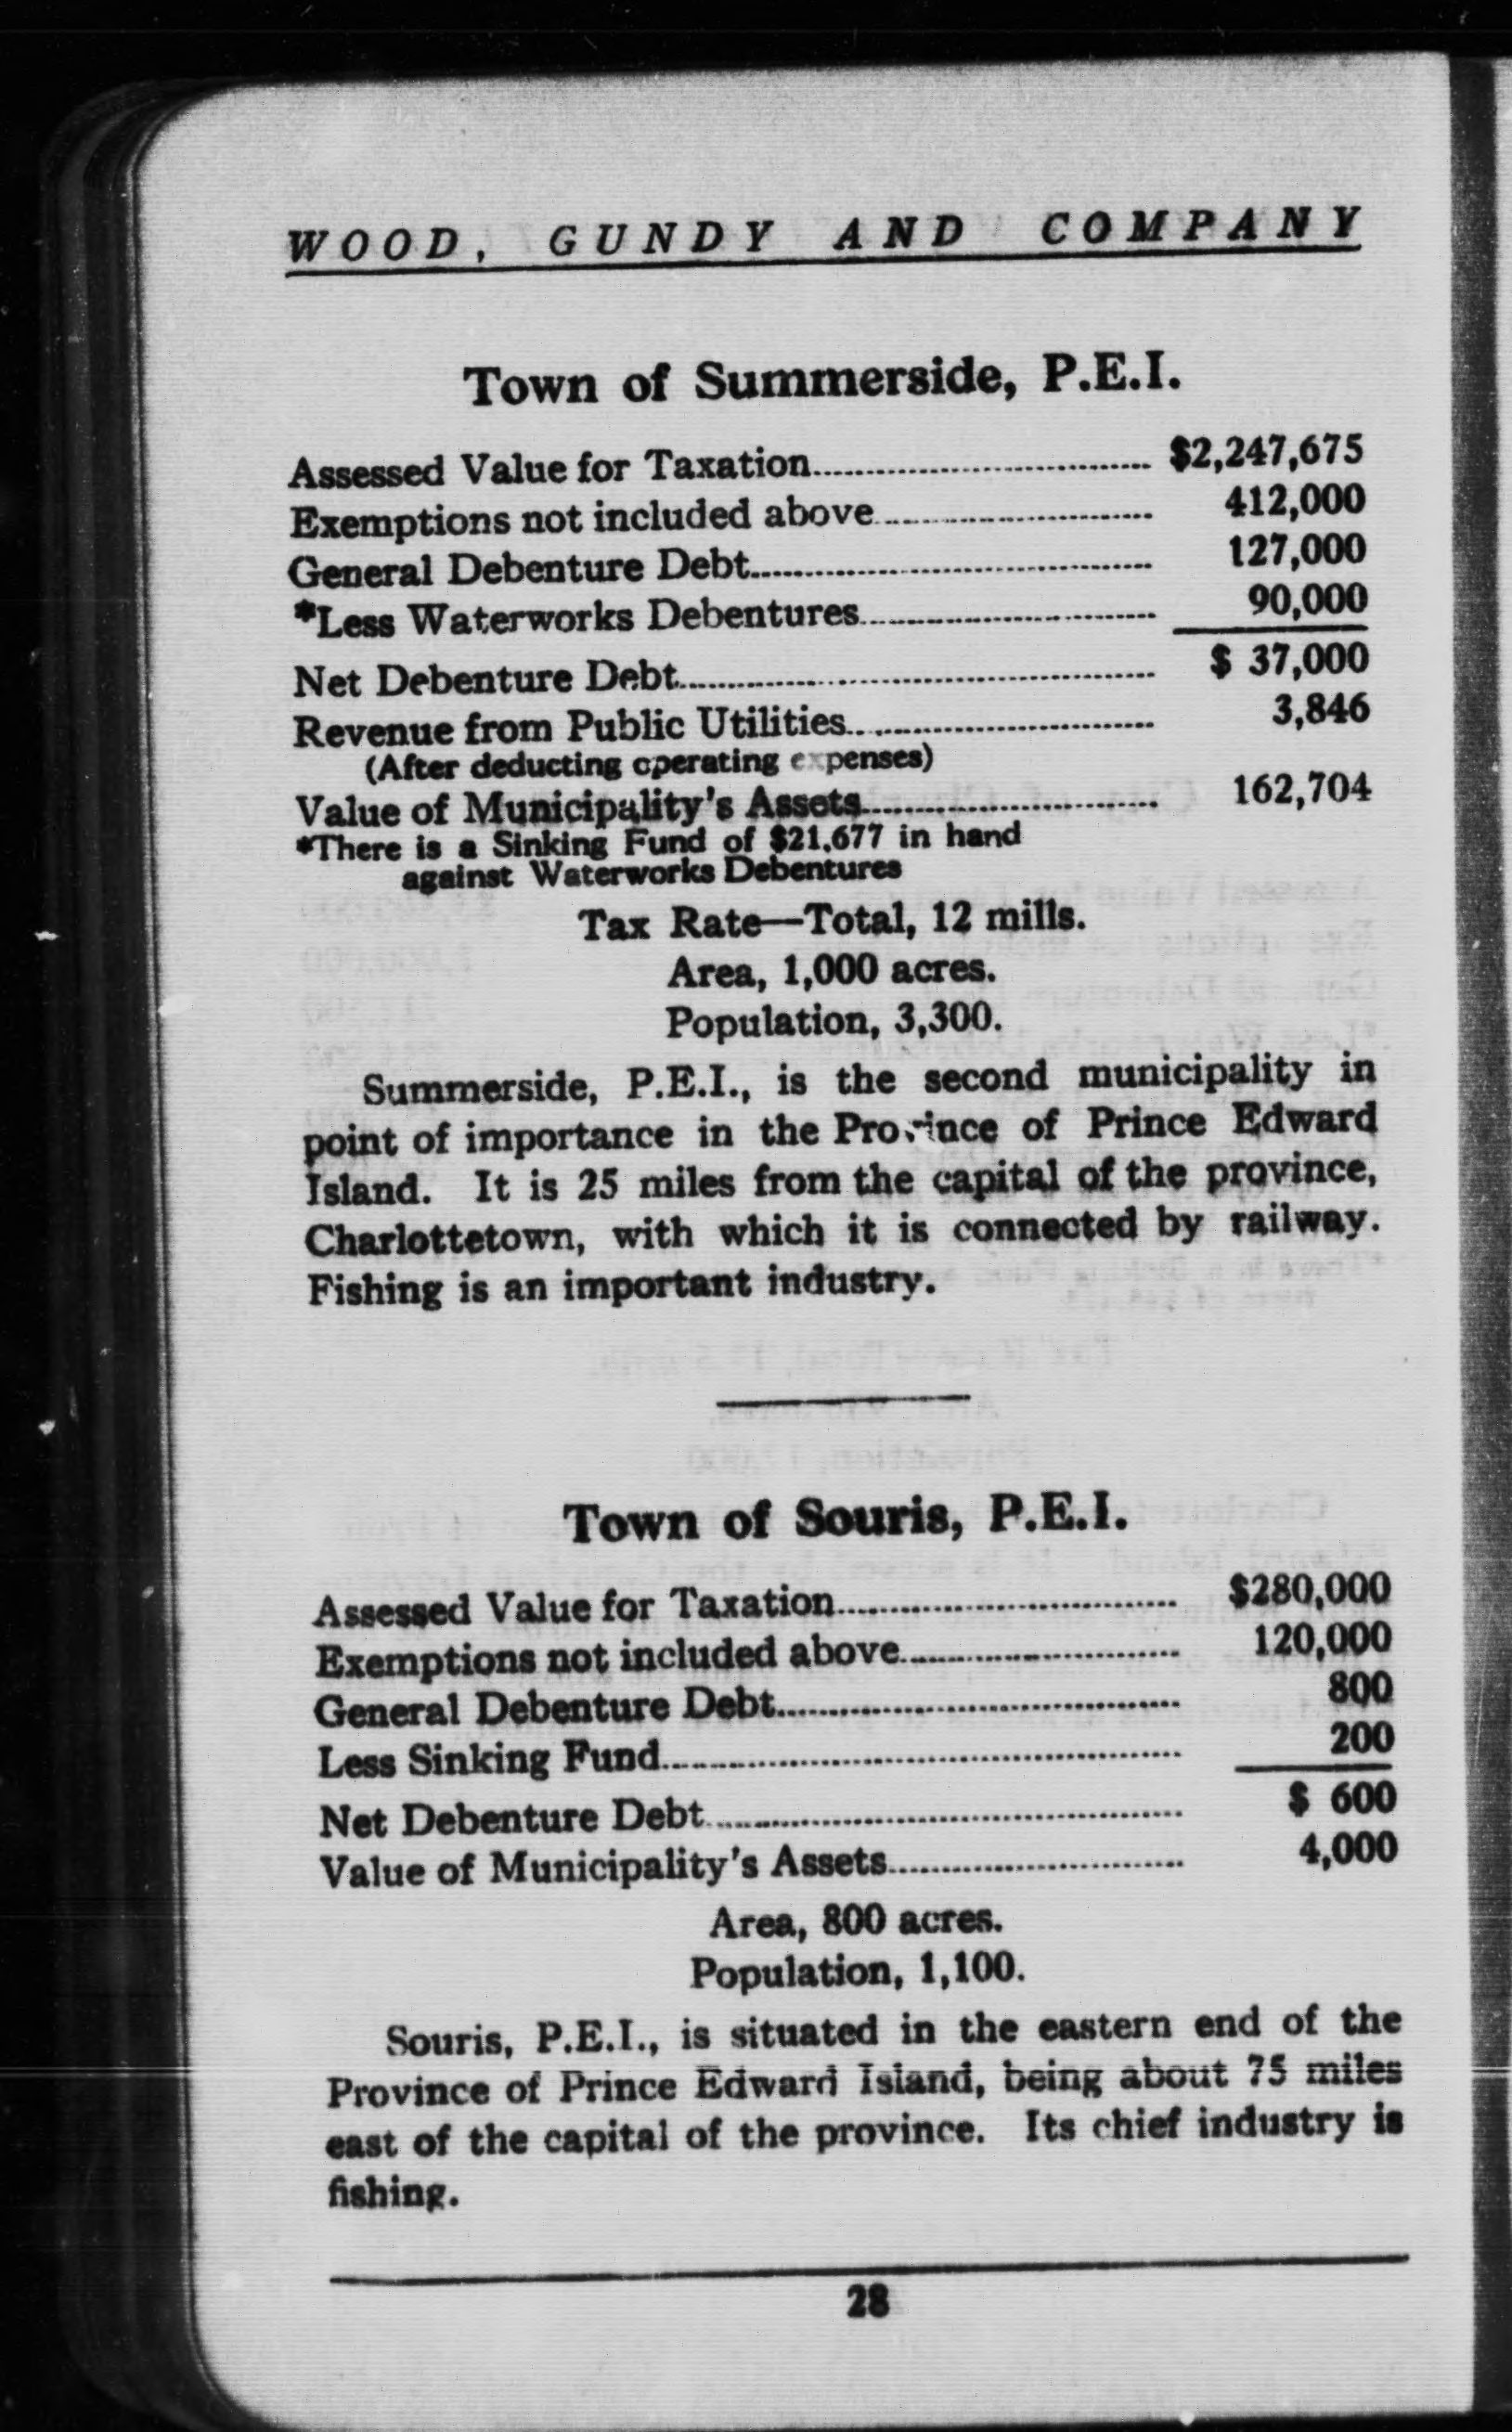 WOOD, GUNDY AND COMPANY
Town of Summerside, P.E.I.
Assessed Value for Taxation.............................. $2,247,675
Exemptions not included above.......................... 412,000
General Debenture Debt.................................... 127,000
*Less Waterworks Debentures........................... 90,000
Net Debenture Debt.......................................... $ 37,000
Revenue from Public Utilities............................ 3,846
(After deducting operating expenses)
Value of Municipality's Assets........................... 162,704
*There is a Sinking Fund of $21,677 in hand
against Waterworks Debentures
Tax Rate—Total, 12 mills.
Area, 1,000 acres.
Population, 3,300.
Summerside, P.E.I., is the second municipality in
point of importance in the Province of Prince Edward
Island. It is 25 miles from the capital of the province,
Charlottetown, with which it is connected by railway.
Fishing is an important industry.
Town of Souris, P.E.I.
Assessed Value for Taxation.............................. $280,000
Exemptions not included above......................... 120,000
General Debenture Debt.................................... 800
Less Sinking Fund............................................. 200
Net Debenture Debt.......................................... $ 600
Value of Municipality's Assets........................... 4,000
Area, 800 acres.
Population, 1,100.
Souris, P.E.I., is situated in the eastern end of the
Province of Prince Edward Island, being about 75 miles
east of the capital of the province. Its chief industry is
fishing.
28